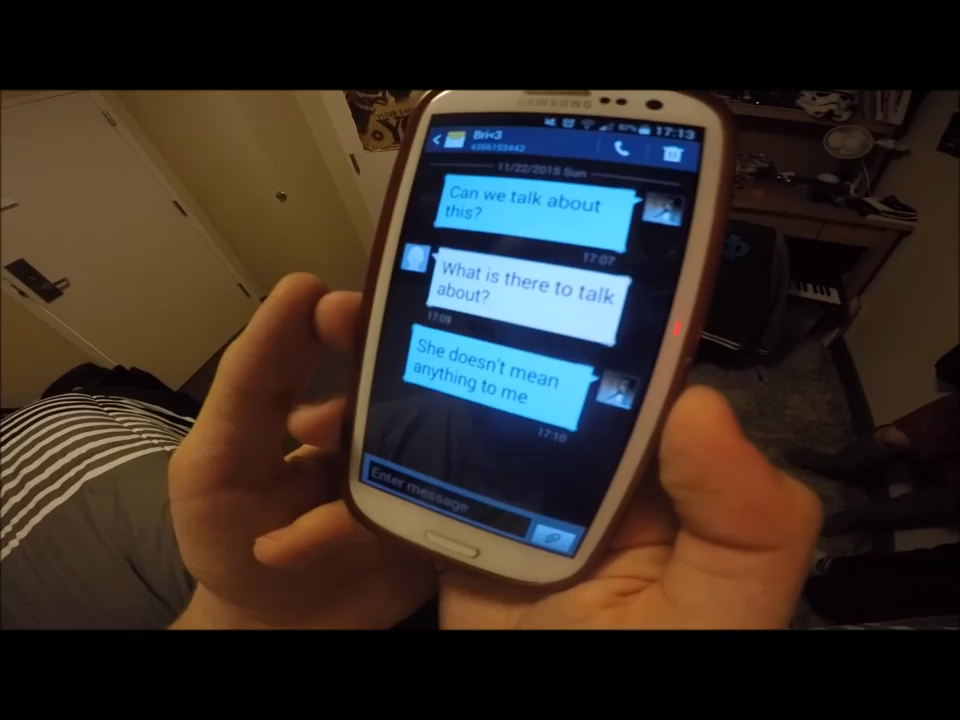 SAMSUNG
17:13
Bri<3
11/22/2015 Sun
Can we talk about
this?
17:07
What is there to talk
about?
17:09
She doesn't mean
anything to me
17:10
Enter message